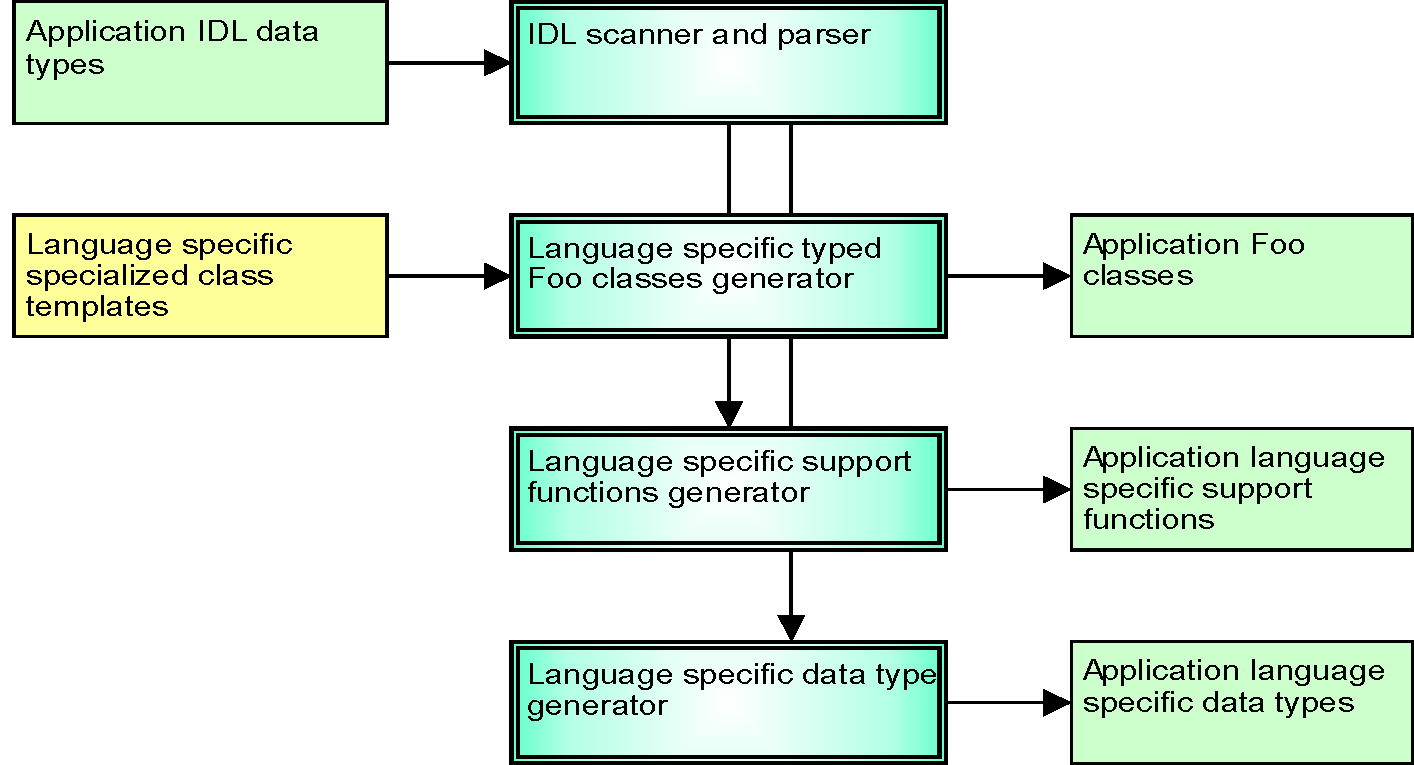 Application IDL data
types
IDL scanner and parser
Language specific
specialized class
templates
Language specific typed
Foo classes generator
Application Foo
classes
Language specific support
functions generator
Application language
specific support
functions
Language specific data type
generator
Application language
specific data types